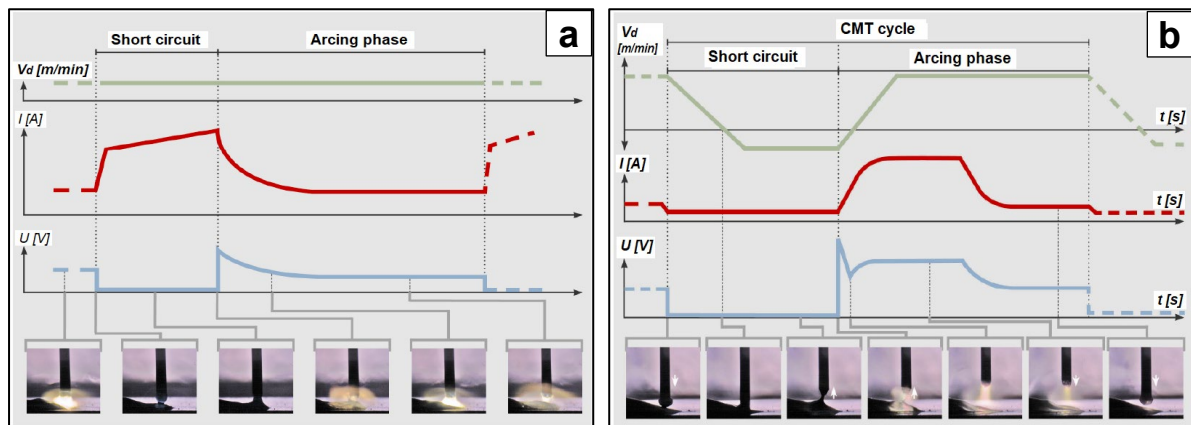 a
Short circuit
Arcing phase
Vd [m/min]
I [A]
U [V]
b
CMT cycle
Vd
[m/min]
Short circuit
Arcing phase
t [s]
I [A]
t [s]
U [V]
t [s]